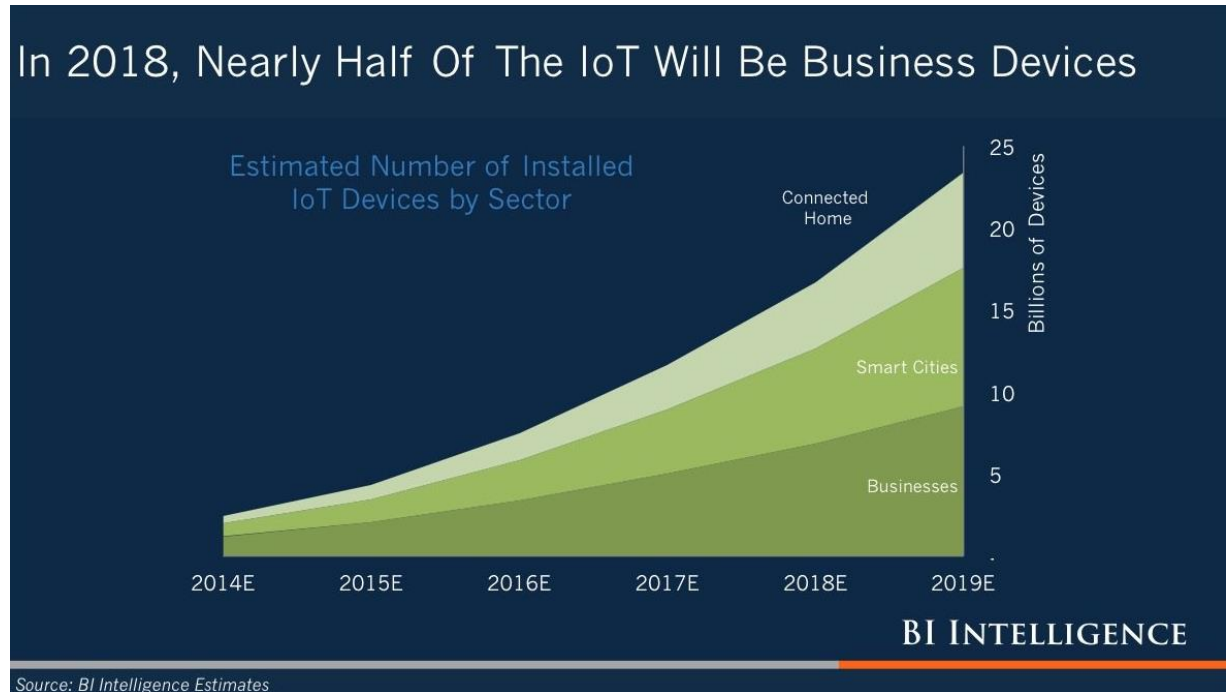 In 2018, Nearly Half Of The IoT Will Be Business Devices
Estimated Number of Installed
IoT Devices by Sector
Connected
Home
Smart Cities
Businesses
25
20
15
10
5
-
Billions of Devices
2014E 2015E 2016E 2017E 2018E 2019E
BI INTELLIGENCE
Source: BI Intelligence Estimates